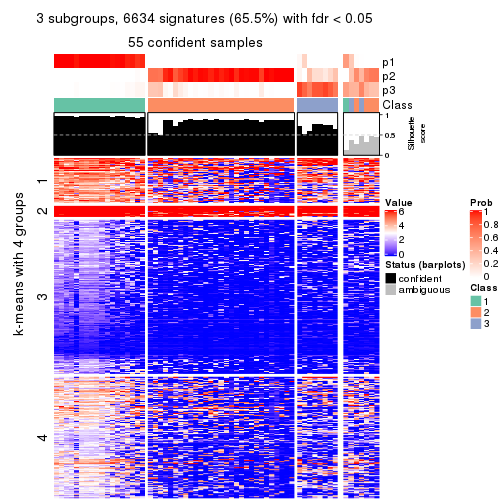 3 subgroups, 6634 signatures (65.5%) with fdr < 0.05
55 confident samples
p1
p2
p3
Class
1
0.5
0
Silhouette
score
k-means with 4 groups
1
2
3
4
Value
6
4
2
0
Status (barplots)
confident
ambiguous
Prob
1
0.8
0.6
0.4
0.2
0
Class
1
2
3